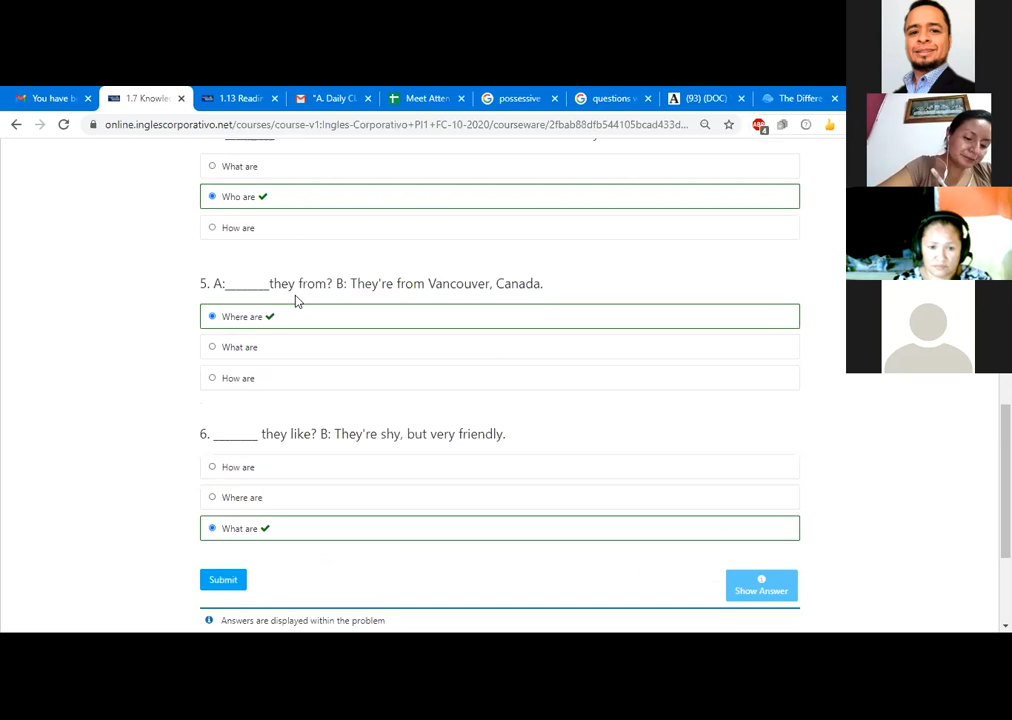 You have b
1.7 Knowle
1.13 Readin
"A. Daily C
Meet Atten
possessive
questions w
(93) (DOC)
The Differe
online.inglescorporativo.net/courses/course-v1:Ingles-Corporativo+PI1+FC-10-2020/courseware/2fbab88dfb544105bcad433d...
4
What are
Who are
How are
5. A:_______they from? B: They're from Vancouver, Canada.
Where are
What are
How are
6. _______ they like? B: They're shy, but very friendly.
How are
Where are
What are
Submit
Show Answer
Answers are displayed within the problem